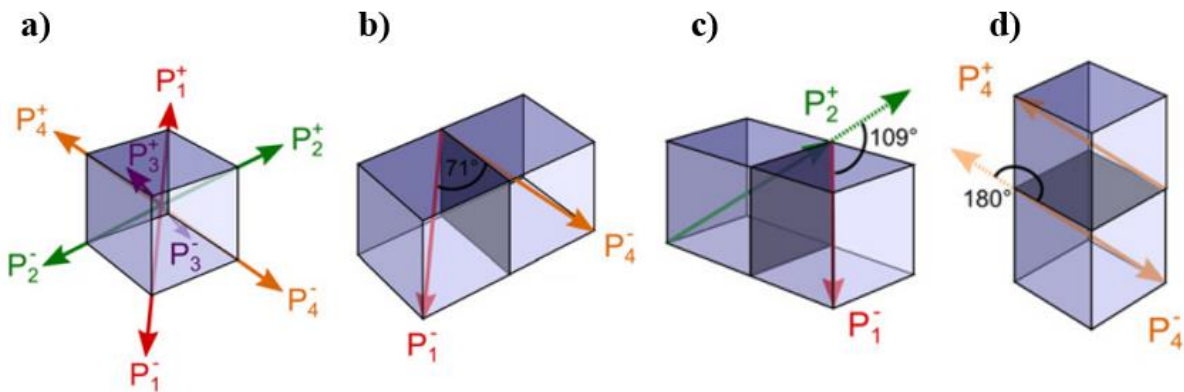 a)
b)
c)
d)
P₁⁺
P₄⁺
P₃⁺
P₂⁺
P₂⁻
P₃⁻
P₄⁻
P₁⁻
71°
P₄⁻
P₁⁻
P₂⁺
109°
P₁⁻
P₄⁺
180°
P₄⁻